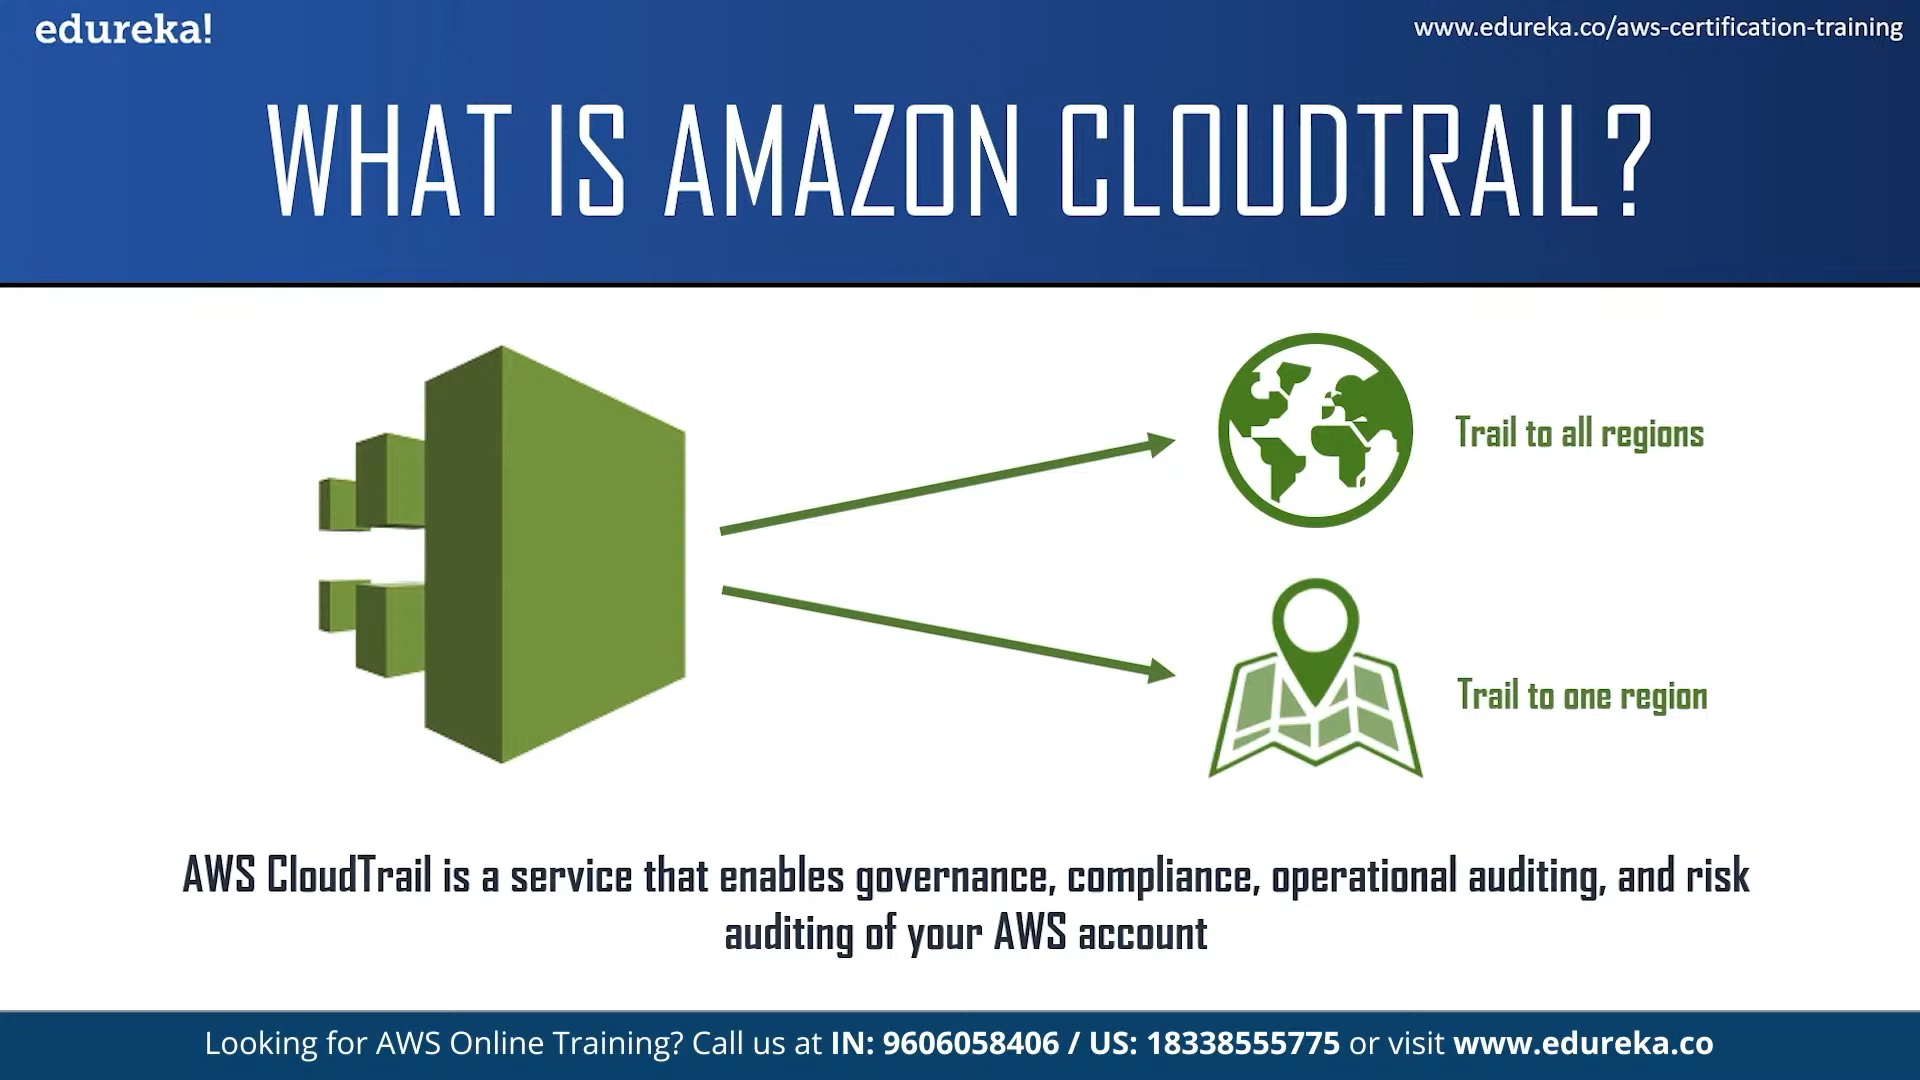 edureka!
www.edureka.co/aws-certification-training
WHAT IS AMAZON CLOUDTRAIL?
Trail to all regions
Trail to one region
AWS CloudTrail is a service that enables governance, compliance, operational auditing, and risk
auditing of your AWS account
Looking for AWS Online Training? Call us at IN: 9606058406 / US: 18338555775 or visit www.edureka.co